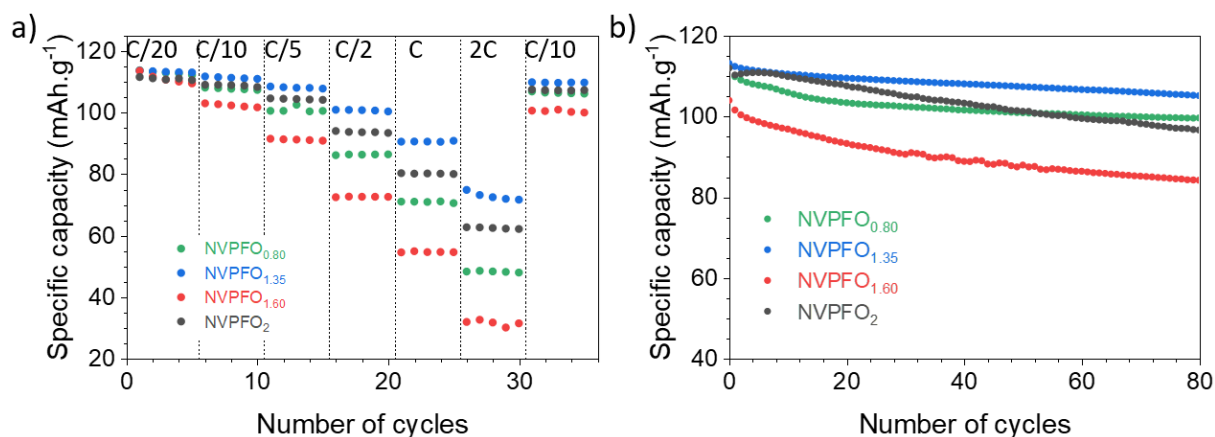 a)
C/20 C/10 C/5 C/2 C 2C C/10
120
100
80
60
40
20
Specific capacity (mAh.g⁻¹)
NVPFO₀.₈₀
NVPFO₁.₃₅
NVPFO₁.₆₀
NVPFO₂
0 10 20 30
Number of cycles
b)
120
100
80
60
40
Specific capacity (mAh.g⁻¹)
NVPFO₀.₈₀
NVPFO₁.₃₅
NVPFO₁.₆₀
NVPFO₂
0 20 40 60 80
Number of cycles